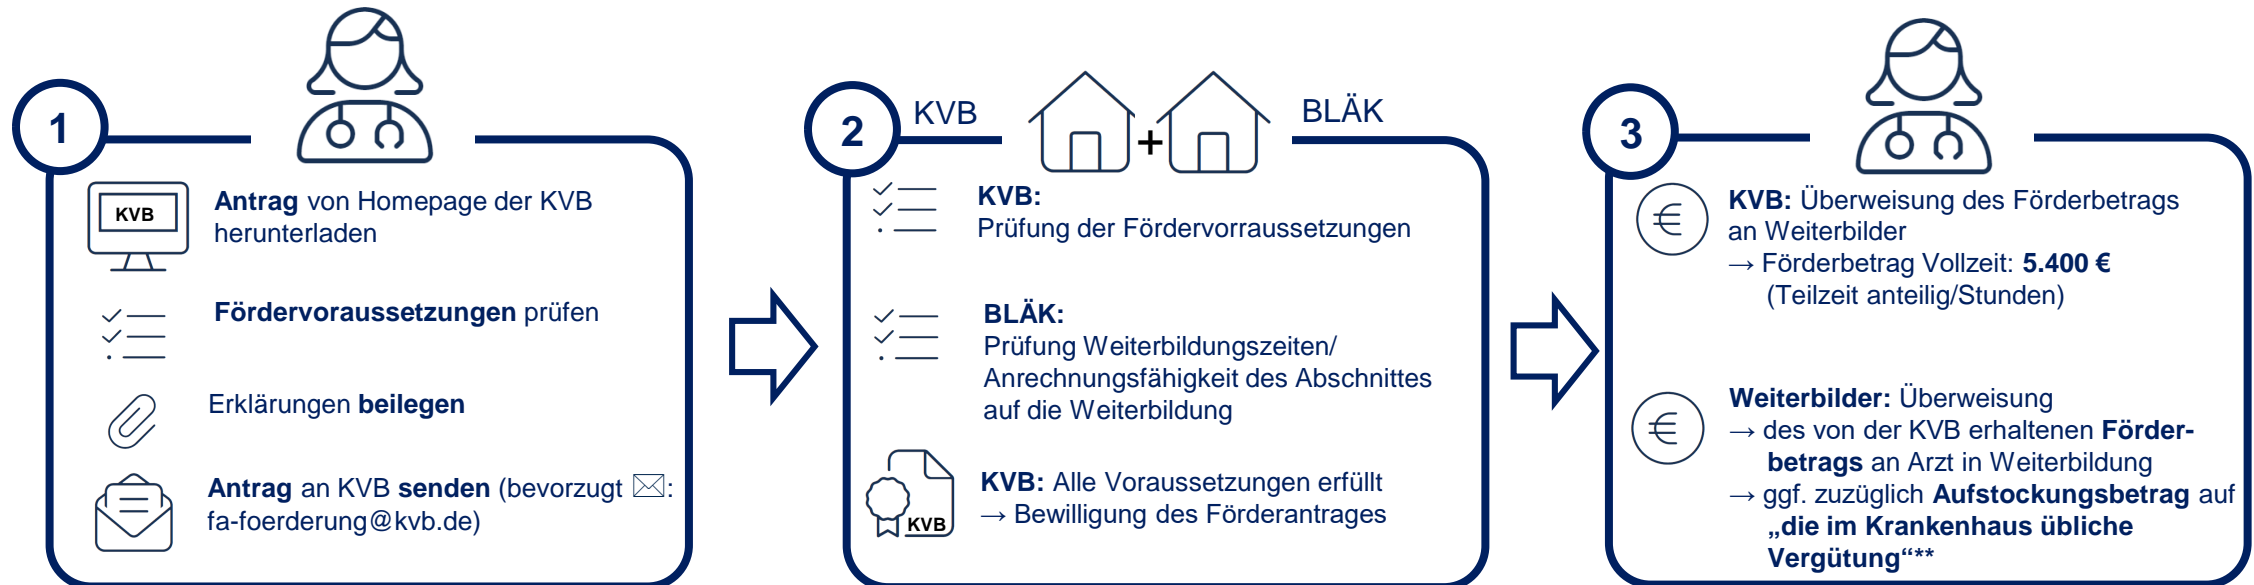 1
KVB
Antrag von Homepage der KVB
herunterladen
Fördervoraussetzungen prüfen
Erklärungen beilegen
Antrag an KVB senden (bevorzugt ✉:
fa-foerderung@kvb.de)
2
KVB
+
BLÄK
KVB:
Prüfung der Fördervorraussetzungen
BLÄK:
Prüfung Weiterbildungszeiten/
Anrechnungsfähigkeit des Abschnittes
auf die Weiterbildung
KVB
KVB: Alle Voraussetzungen erfüllt
→ Bewilligung des Förderantrages
3
KVB: Überweisung des Förderbetrags
an Weiterbilder
→ Förderbetrag Vollzeit: 5.400 €
(Teilzeit anteilig/Stunden)
Weiterbilder: Überweisung
→ des von der KVB erhaltenen Förder-
betrags an Arzt in Weiterbildung
→ ggf. zuzüglich Aufstockungsbetrag auf
„die im Krankenhaus übliche
Vergütung“**